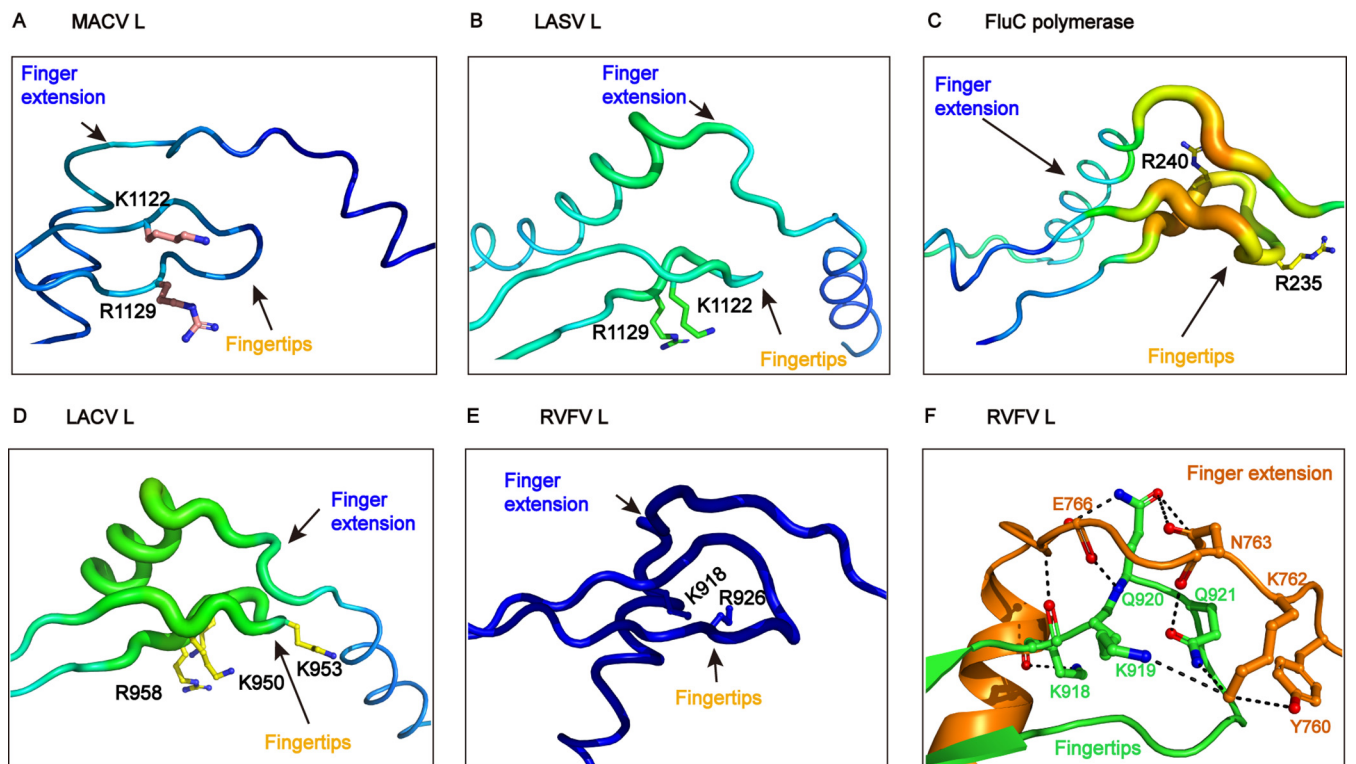 A MACV L
Finger
extension
K1122
R1129
Fingertips
B LASV L
Finger
extension
K1122
R1129
Fingertips
C FluC polymerase
Finger
extension
R240
R235
Fingertips
D LACV L
Finger
extension
R958
K950
K953
Fingertips
E RVFV L
Finger
extension
K918
R926
Fingertips
F RVFV L
Finger extension
E766
N763
K762
Q920
Q921
K918
K919
Y760
Fingertips